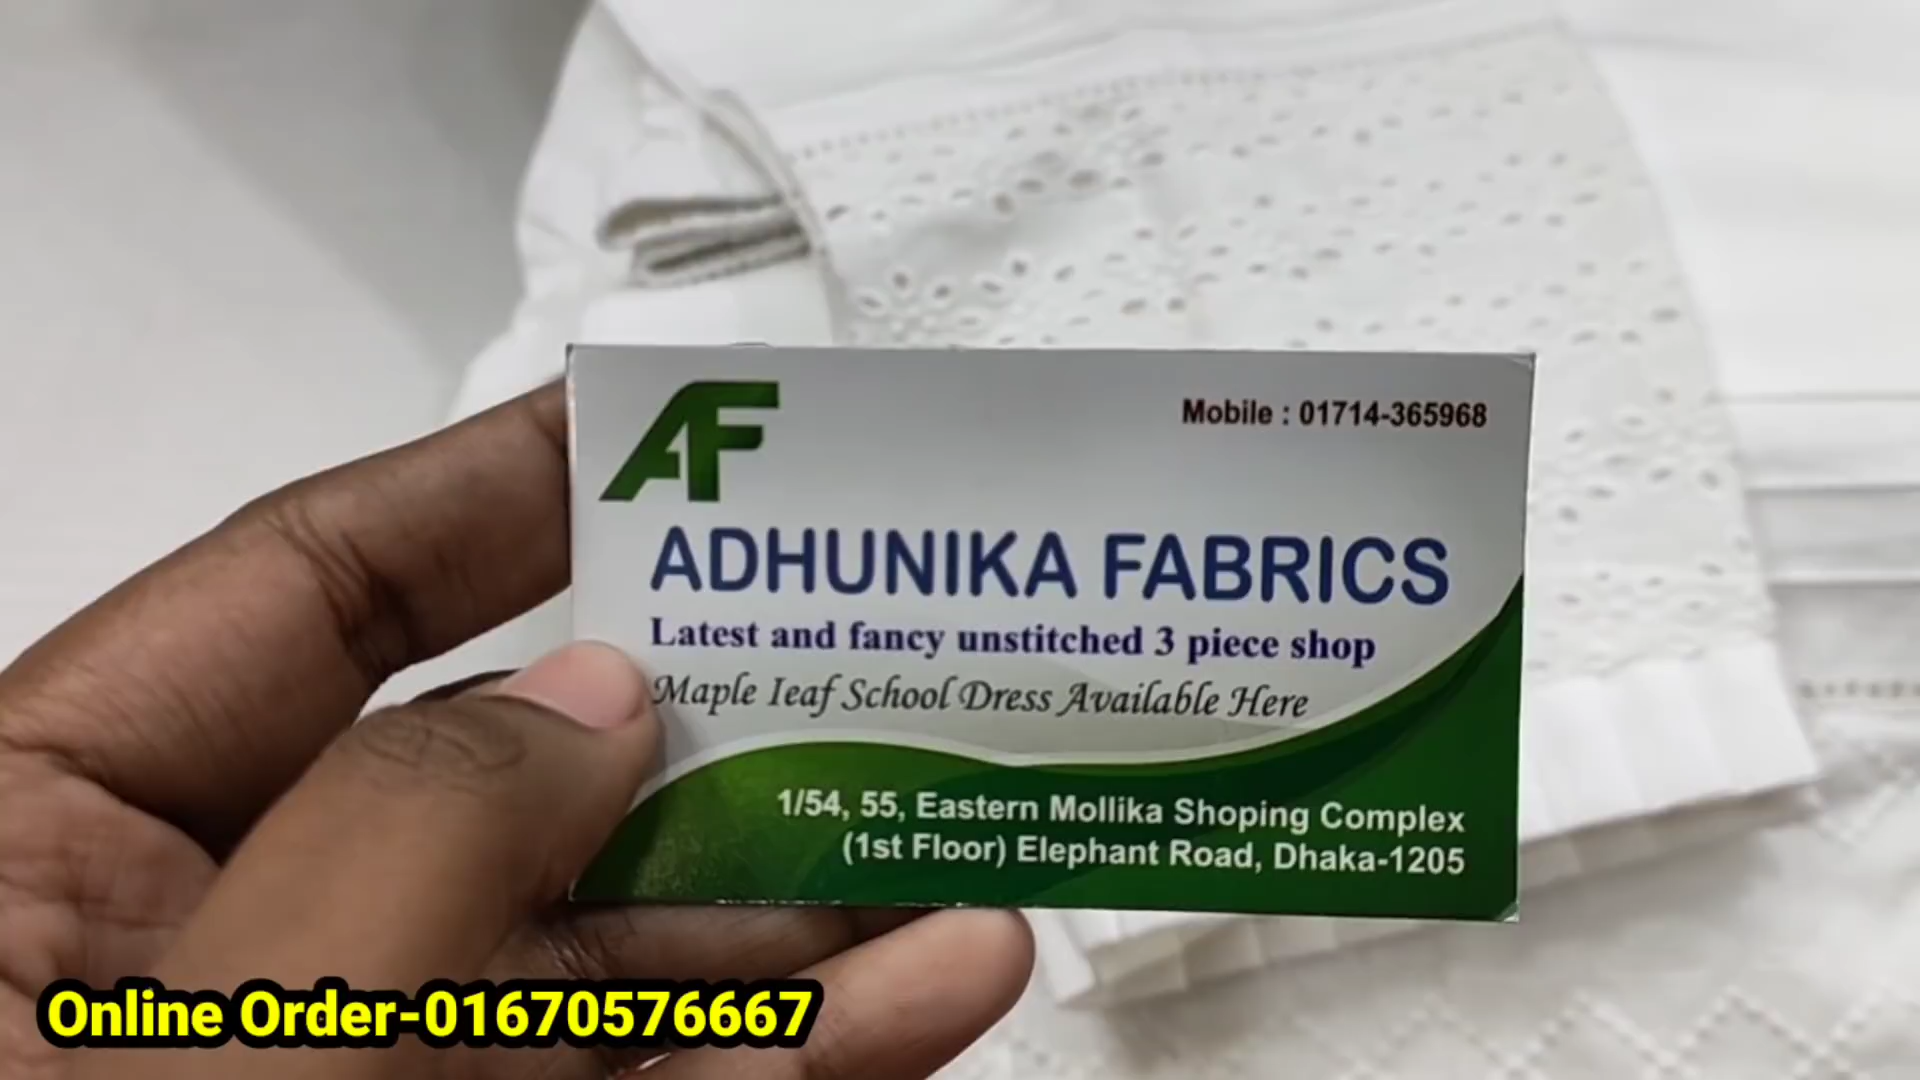 AF
Mobile : 01714-365968
ADHUNIKA FABRICS
Latest and fancy unstitched 3 piece shop
Maple Ieaf School Dress Available Here
1/54, 55, Eastern Mollika Shoping Complex
(1st Floor) Elephant Road, Dhaka-1205
Online Order-01670576667